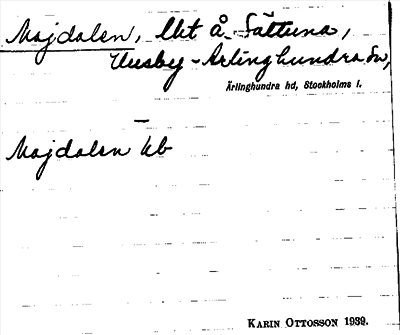 Majdalen, lht å Sättuna,
Husby-Ärlinghundra sn,
Ärlinghundra hd, Stockholms l.
Majdalen kb
KARIN OTTOSSON 1939.